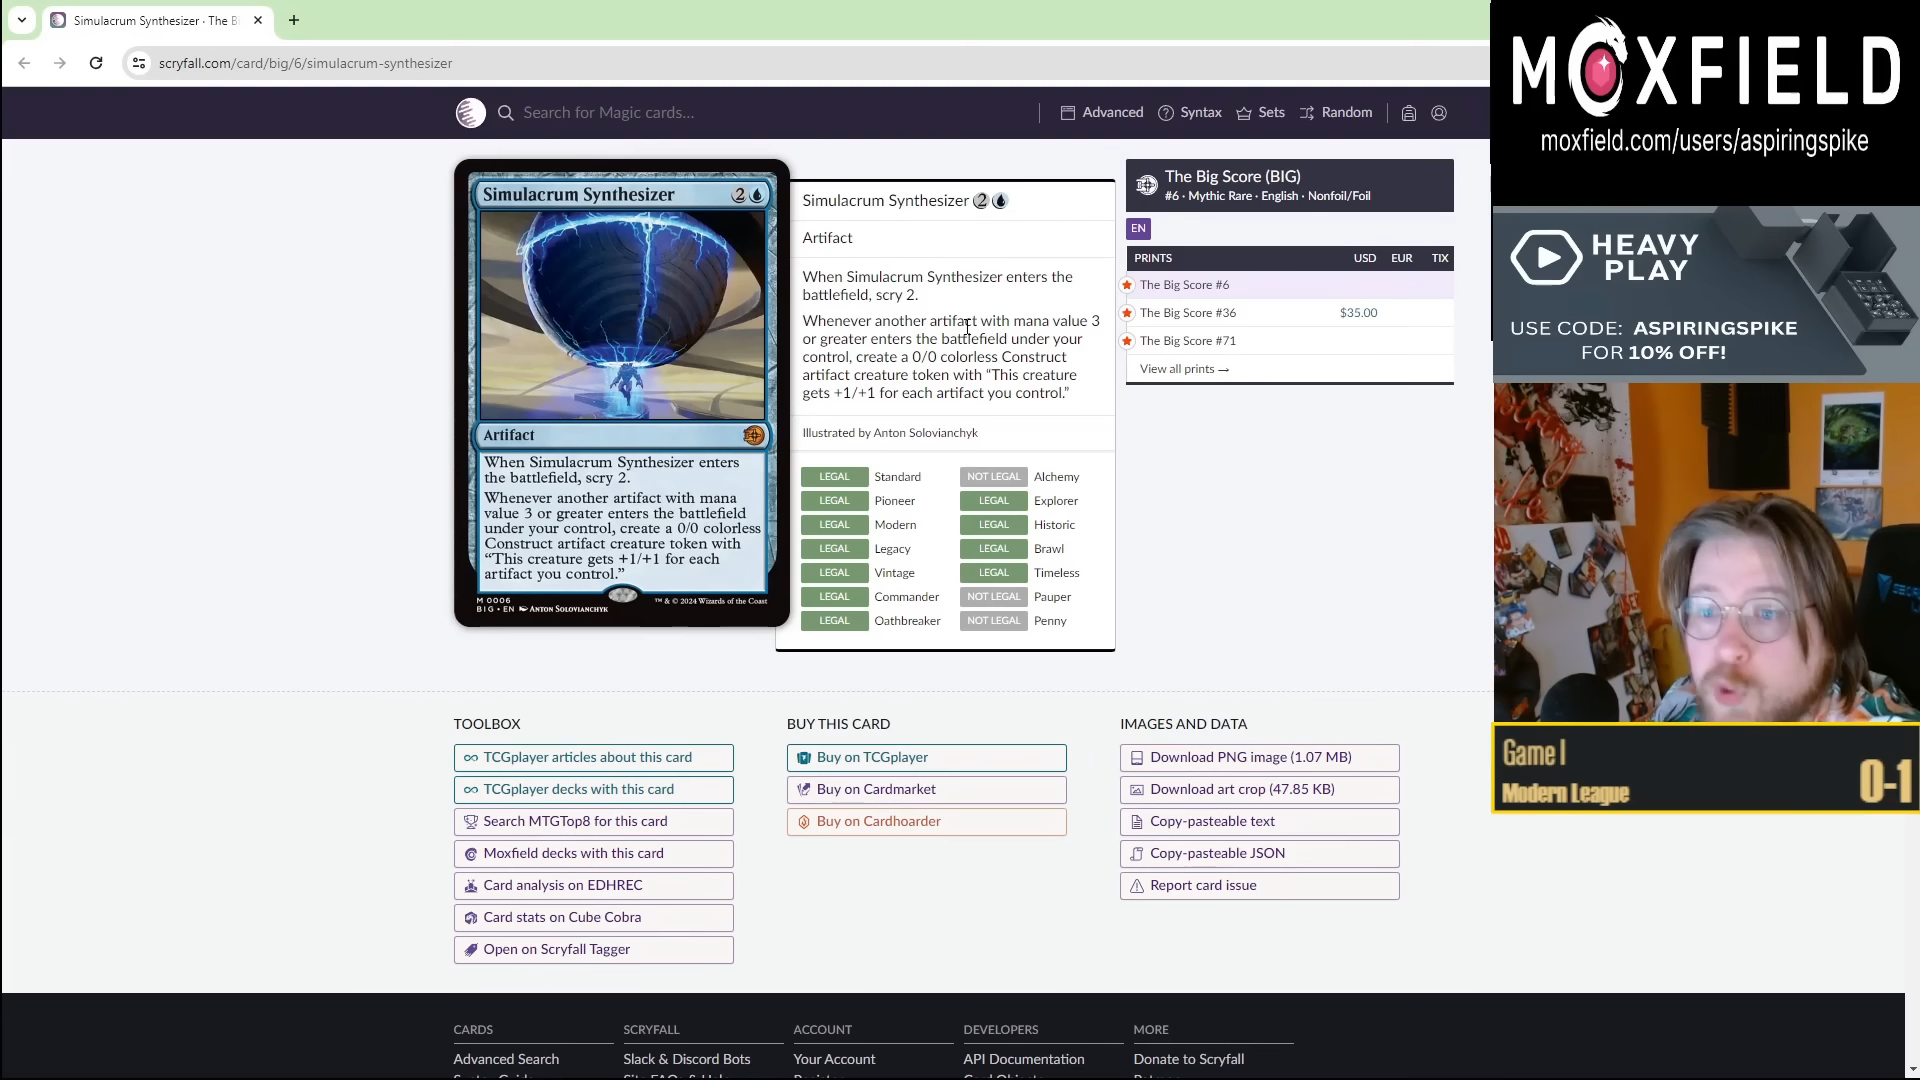 Simulacrum Synthesizer · The B
scryfall.com/card/big/6/simulacrum-synthesizer
Search for Magic cards...
Advanced
Syntax
Sets
Random
Simulacrum Synthesizer 2
Artifact
When Simulacrum Synthesizer enters
the battlefield, scry 2.
Whenever another artifact with mana
value 3 or greater enters the battlefield
under your control, create a 0/0 colorless
Construct artifact creature token with
“This creature gets +1/+1 for each
artifact you control.”
M 0006
BIG • EN ANTON SOLOVIANCHYK
™ & © 2024 Wizards of the Coast
Simulacrum Synthesizer 2
Artifact
When Simulacrum Synthesizer enters the
battlefield, scry 2.
Whenever another artifact with mana value 3
or greater enters the battlefield under your
control, create a 0/0 colorless Construct
artifact creature token with “This creature
gets +1/+1 for each artifact you control.”
Illustrated by Anton Solovianchyk
LEGAL Standard NOT LEGAL Alchemy
LEGAL Pioneer LEGAL Explorer
LEGAL Modern LEGAL Historic
LEGAL Legacy LEGAL Brawl
LEGAL Vintage LEGAL Timeless
LEGAL Commander NOT LEGAL Pauper
LEGAL Oathbreaker NOT LEGAL Penny
The Big Score (BIG)
#6 · Mythic Rare · English · Nonfoil/Foil
EN
PRINTS USD EUR TIX
The Big Score #6
The Big Score #36 $35.00
The Big Score #71
View all prints →
TOOLBOX
TCGplayer articles about this card
TCGplayer decks with this card
Search MTGTop8 for this card
Moxfield decks with this card
Card analysis on EDHREC
Card stats on Cube Cobra
Open on Scryfall Tagger
BUY THIS CARD
Buy on TCGplayer
Buy on Cardmarket
Buy on Cardhoarder
IMAGES AND DATA
Download PNG image (1.07 MB)
Download art crop (47.85 KB)
Copy-pasteable text
Copy-pasteable JSON
Report card issue
CARDS
Advanced Search
SCRYFALL
Slack & Discord Bots
ACCOUNT
Your Account
DEVELOPERS
API Documentation
MORE
Donate to Scryfall
MOXFIELD
moxfield.com/users/aspiringspike
HEAVY
PLAY
USE CODE: ASPIRINGSPIKE
FOR 10% OFF!
Game 1
Modern League
0-1